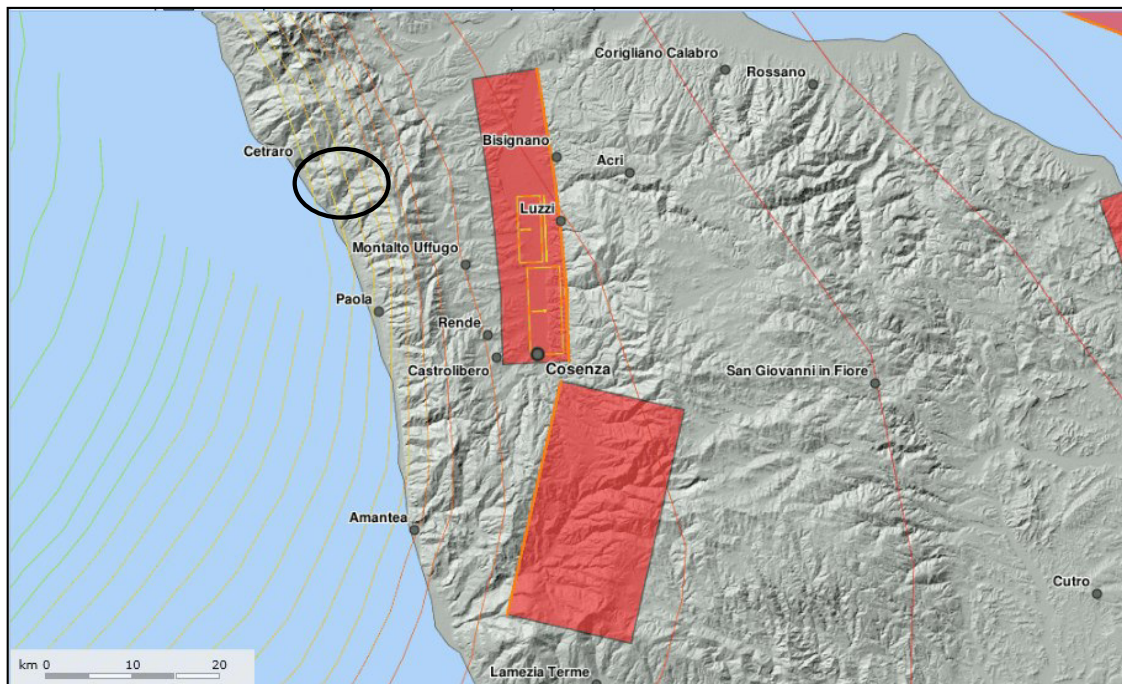 Corigliano Calabro
Rossano
Cetraro
Bisignano
Acri
Luzzi
Montalto Uffugo
Paola
Rende
Castrolibero
Cosenza
San Giovanni in Fiore
Amantea
Cutro
km 0 10 20
Lamezia Terme